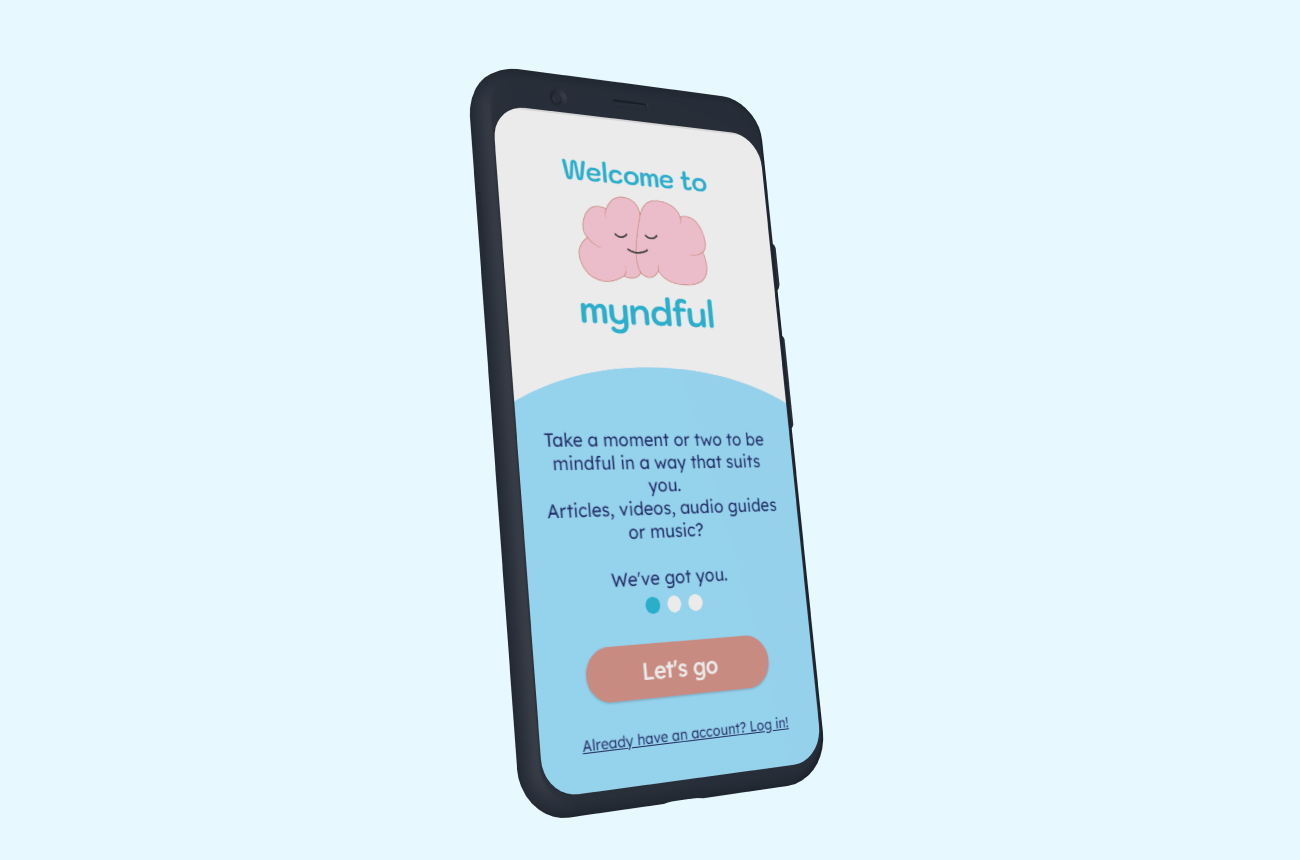 Welcome to
myndful
Take a moment or two to be
mindful in a way that suits
you.
Articles, videos, audio guides
or music?
We've got you.
Let's go
Already have an account? Log in!